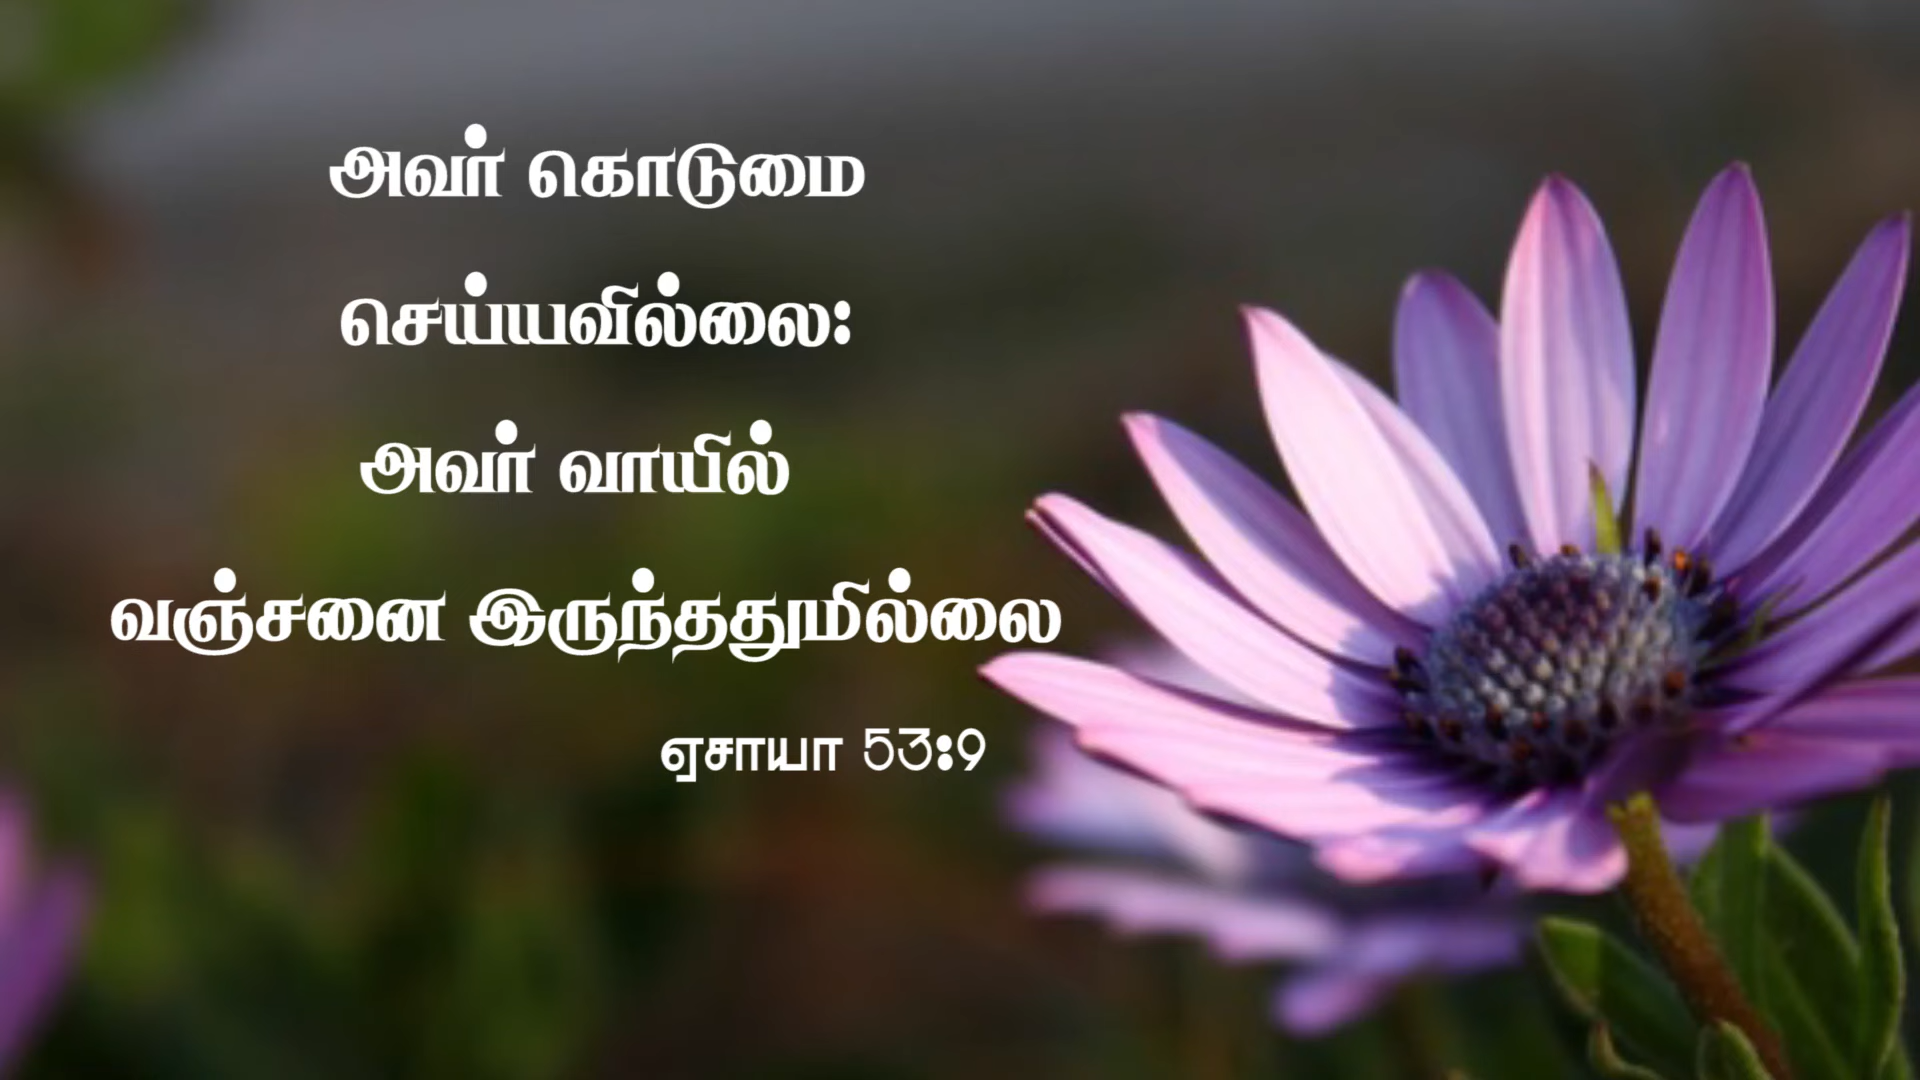 அவர் கொடுமை
செய்யவில்லை:
அவர் வாயில்
வஞ்சனை இருந்ததுமில்லை
ஏசாயா 53:9